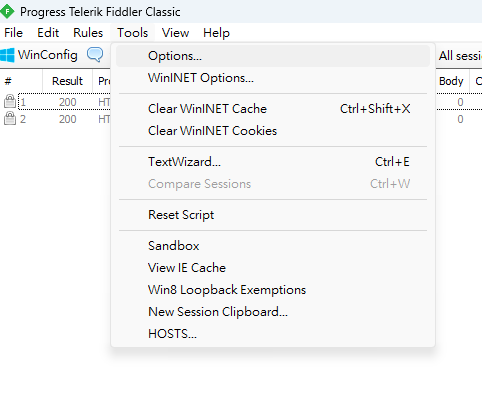 Progress Telerik Fiddler Classic
File Edit Rules Tools View Help
WinConfig All sessi
# Result Pro Body C
1 200 HT 0
2 200 HT 0
Options...
WinINET Options...
Clear WinINET Cache Ctrl+Shift+X
Clear WinINET Cookies
TextWizard... Ctrl+E
Compare Sessions Ctrl+W
Reset Script
Sandbox
View IE Cache
Win8 Loopback Exemptions
New Session Clipboard...
HOSTS...